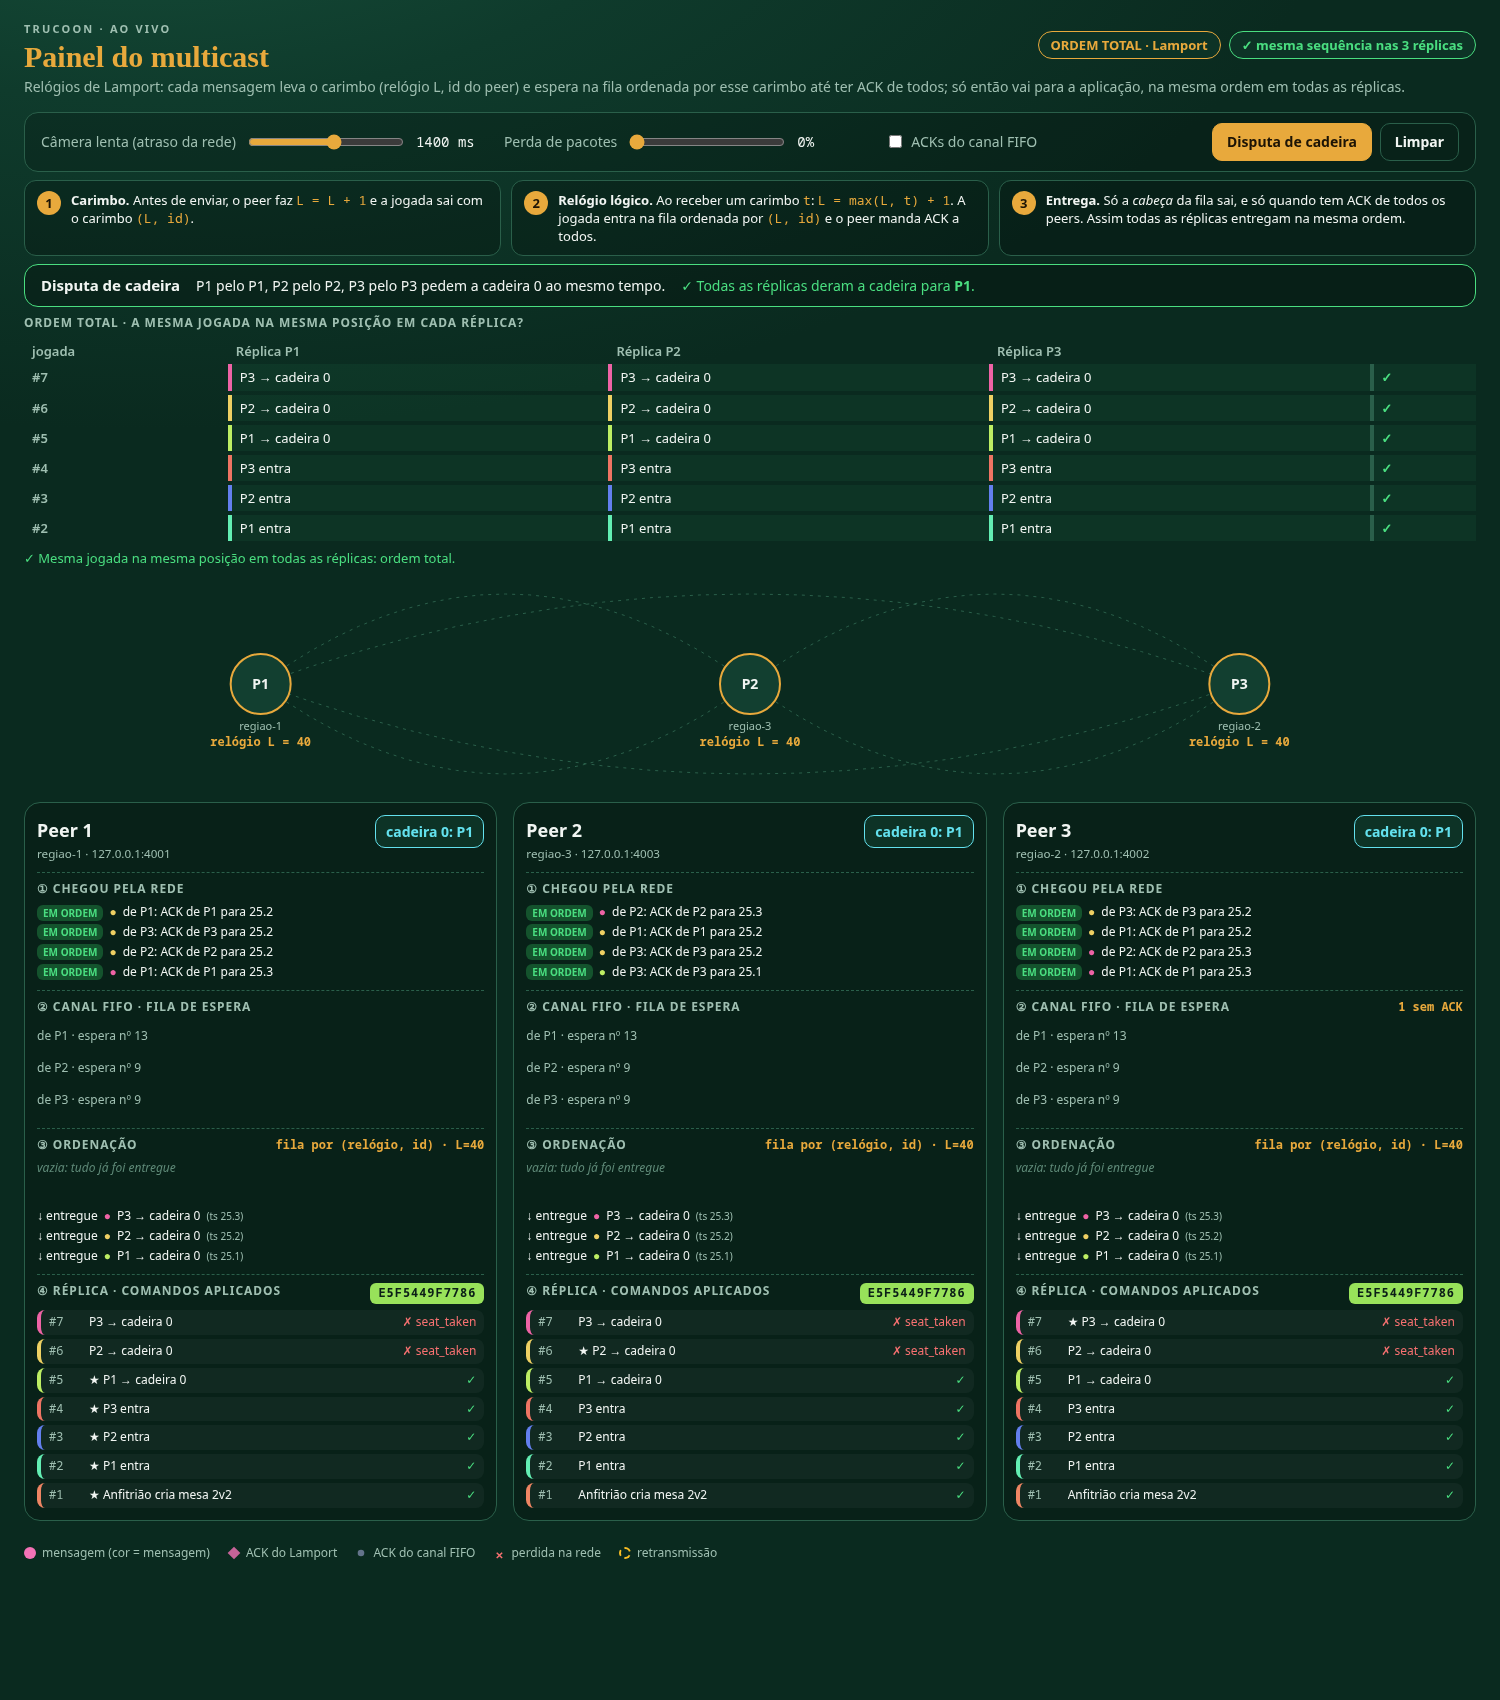 TRUCOON · AO VIVO
Painel do multicast
ORDEM TOTAL · Lamport
✓ mesma sequência nas 3 réplicas
Relógios de Lamport: cada mensagem leva o carimbo (relógio L, id do peer) e espera na fila ordenada por esse carimbo até ter ACK de todos; só então vai para a aplicação, na mesma ordem em todas as réplicas.
Câmera lenta (atraso da rede) 1400 ms Perda de pacotes 0% ACKs do canal FIFO Disputa de cadeira Limpar
1 Carimbo. Antes de enviar, o peer faz L = L + 1 e a jogada sai com
o carimbo (L, id).
2 Relógio lógico. Ao receber um carimbo t: L = max(L, t) + 1. A
jogada entra na fila ordenada por (L, id) e o peer manda ACK a
todos.
3 Entrega. Só a cabeça da fila sai, e só quando tem ACK de todos os
peers. Assim todas as réplicas entregam na mesma ordem.
Disputa de cadeira P1 pelo P1, P2 pelo P2, P3 pelo P3 pedem a cadeira 0 ao mesmo tempo. ✓ Todas as réplicas deram a cadeira para P1.
ORDEM TOTAL · A MESMA JOGADA NA MESMA POSIÇÃO EM CADA RÉPLICA?
jogada Réplica P1 Réplica P2 Réplica P3
#7 P3 → cadeira 0 P3 → cadeira 0 P3 → cadeira 0 ✓
#6 P2 → cadeira 0 P2 → cadeira 0 P2 → cadeira 0 ✓
#5 P1 → cadeira 0 P1 → cadeira 0 P1 → cadeira 0 ✓
#4 P3 entra P3 entra P3 entra ✓
#3 P2 entra P2 entra P2 entra ✓
#2 P1 entra P1 entra P1 entra ✓
✓ Mesma jogada na mesma posição em todas as réplicas: ordem total.
P1 P2 P3
regiao-1 regiao-3 regiao-2
relógio L = 40 relógio L = 40 relógio L = 40
Peer 1 cadeira 0: P1
regiao-1 · 127.0.0.1:4001
① CHEGOU PELA REDE
EM ORDEM ● de P1: ACK de P1 para 25.2
EM ORDEM ● de P3: ACK de P3 para 25.2
EM ORDEM ● de P2: ACK de P2 para 25.2
EM ORDEM ● de P1: ACK de P1 para 25.3
② CANAL FIFO · FILA DE ESPERA
de P1 · espera nº 13
de P2 · espera nº 9
de P3 · espera nº 9
③ ORDENAÇÃO fila por (relógio, id) · L=40
vazia: tudo já foi entregue
↓ entregue ● P3 → cadeira 0 (ts 25.3)
↓ entregue ● P2 → cadeira 0 (ts 25.2)
↓ entregue ● P1 → cadeira 0 (ts 25.1)
④ RÉPLICA · COMANDOS APLICADOS E5F5449F7786
#7 P3 → cadeira 0 ✗ seat_taken
#6 P2 → cadeira 0 ✗ seat_taken
#5 ★ P1 → cadeira 0 ✓
#4 ★ P3 entra ✓
#3 ★ P2 entra ✓
#2 ★ P1 entra ✓
#1 ★ Anfitrião cria mesa 2v2 ✓
Peer 2 cadeira 0: P1
regiao-3 · 127.0.0.1:4003
① CHEGOU PELA REDE
EM ORDEM ● de P2: ACK de P2 para 25.3
EM ORDEM ● de P1: ACK de P1 para 25.2
EM ORDEM ● de P3: ACK de P3 para 25.2
EM ORDEM ● de P3: ACK de P3 para 25.1
② CANAL FIFO · FILA DE ESPERA
de P1 · espera nº 13
de P2 · espera nº 9
de P3 · espera nº 9
③ ORDENAÇÃO fila por (relógio, id) · L=40
vazia: tudo já foi entregue
↓ entregue ● P3 → cadeira 0 (ts 25.3)
↓ entregue ● P2 → cadeira 0 (ts 25.2)
↓ entregue ● P1 → cadeira 0 (ts 25.1)
④ RÉPLICA · COMANDOS APLICADOS E5F5449F7786
#7 P3 → cadeira 0 ✗ seat_taken
#6 ★ P2 → cadeira 0 ✗ seat_taken
#5 P1 → cadeira 0 ✓
#4 P3 entra ✓
#3 P2 entra ✓
#2 P1 entra ✓
#1 Anfitrião cria mesa 2v2 ✓
Peer 3 cadeira 0: P1
regiao-2 · 127.0.0.1:4002
① CHEGOU PELA REDE
EM ORDEM ● de P3: ACK de P3 para 25.2
EM ORDEM ● de P1: ACK de P1 para 25.2
EM ORDEM ● de P2: ACK de P2 para 25.3
EM ORDEM ● de P1: ACK de P1 para 25.3
② CANAL FIFO · FILA DE ESPERA 1 sem ACK
de P1 · espera nº 13
de P2 · espera nº 9
de P3 · espera nº 9
③ ORDENAÇÃO fila por (relógio, id) · L=40
vazia: tudo já foi entregue
↓ entregue ● P3 → cadeira 0 (ts 25.3)
↓ entregue ● P2 → cadeira 0 (ts 25.2)
↓ entregue ● P1 → cadeira 0 (ts 25.1)
④ RÉPLICA · COMANDOS APLICADOS E5F5449F7786
#7 ★ P3 → cadeira 0 ✗ seat_taken
#6 P2 → cadeira 0 ✗ seat_taken
#5 P1 → cadeira 0 ✓
#4 P3 entra ✓
#3 P2 entra ✓
#2 P1 entra ✓
#1 Anfitrião cria mesa 2v2 ✓
mensagem (cor = mensagem) ACK do Lamport ACK do canal FIFO × perdida na rede retransmissão